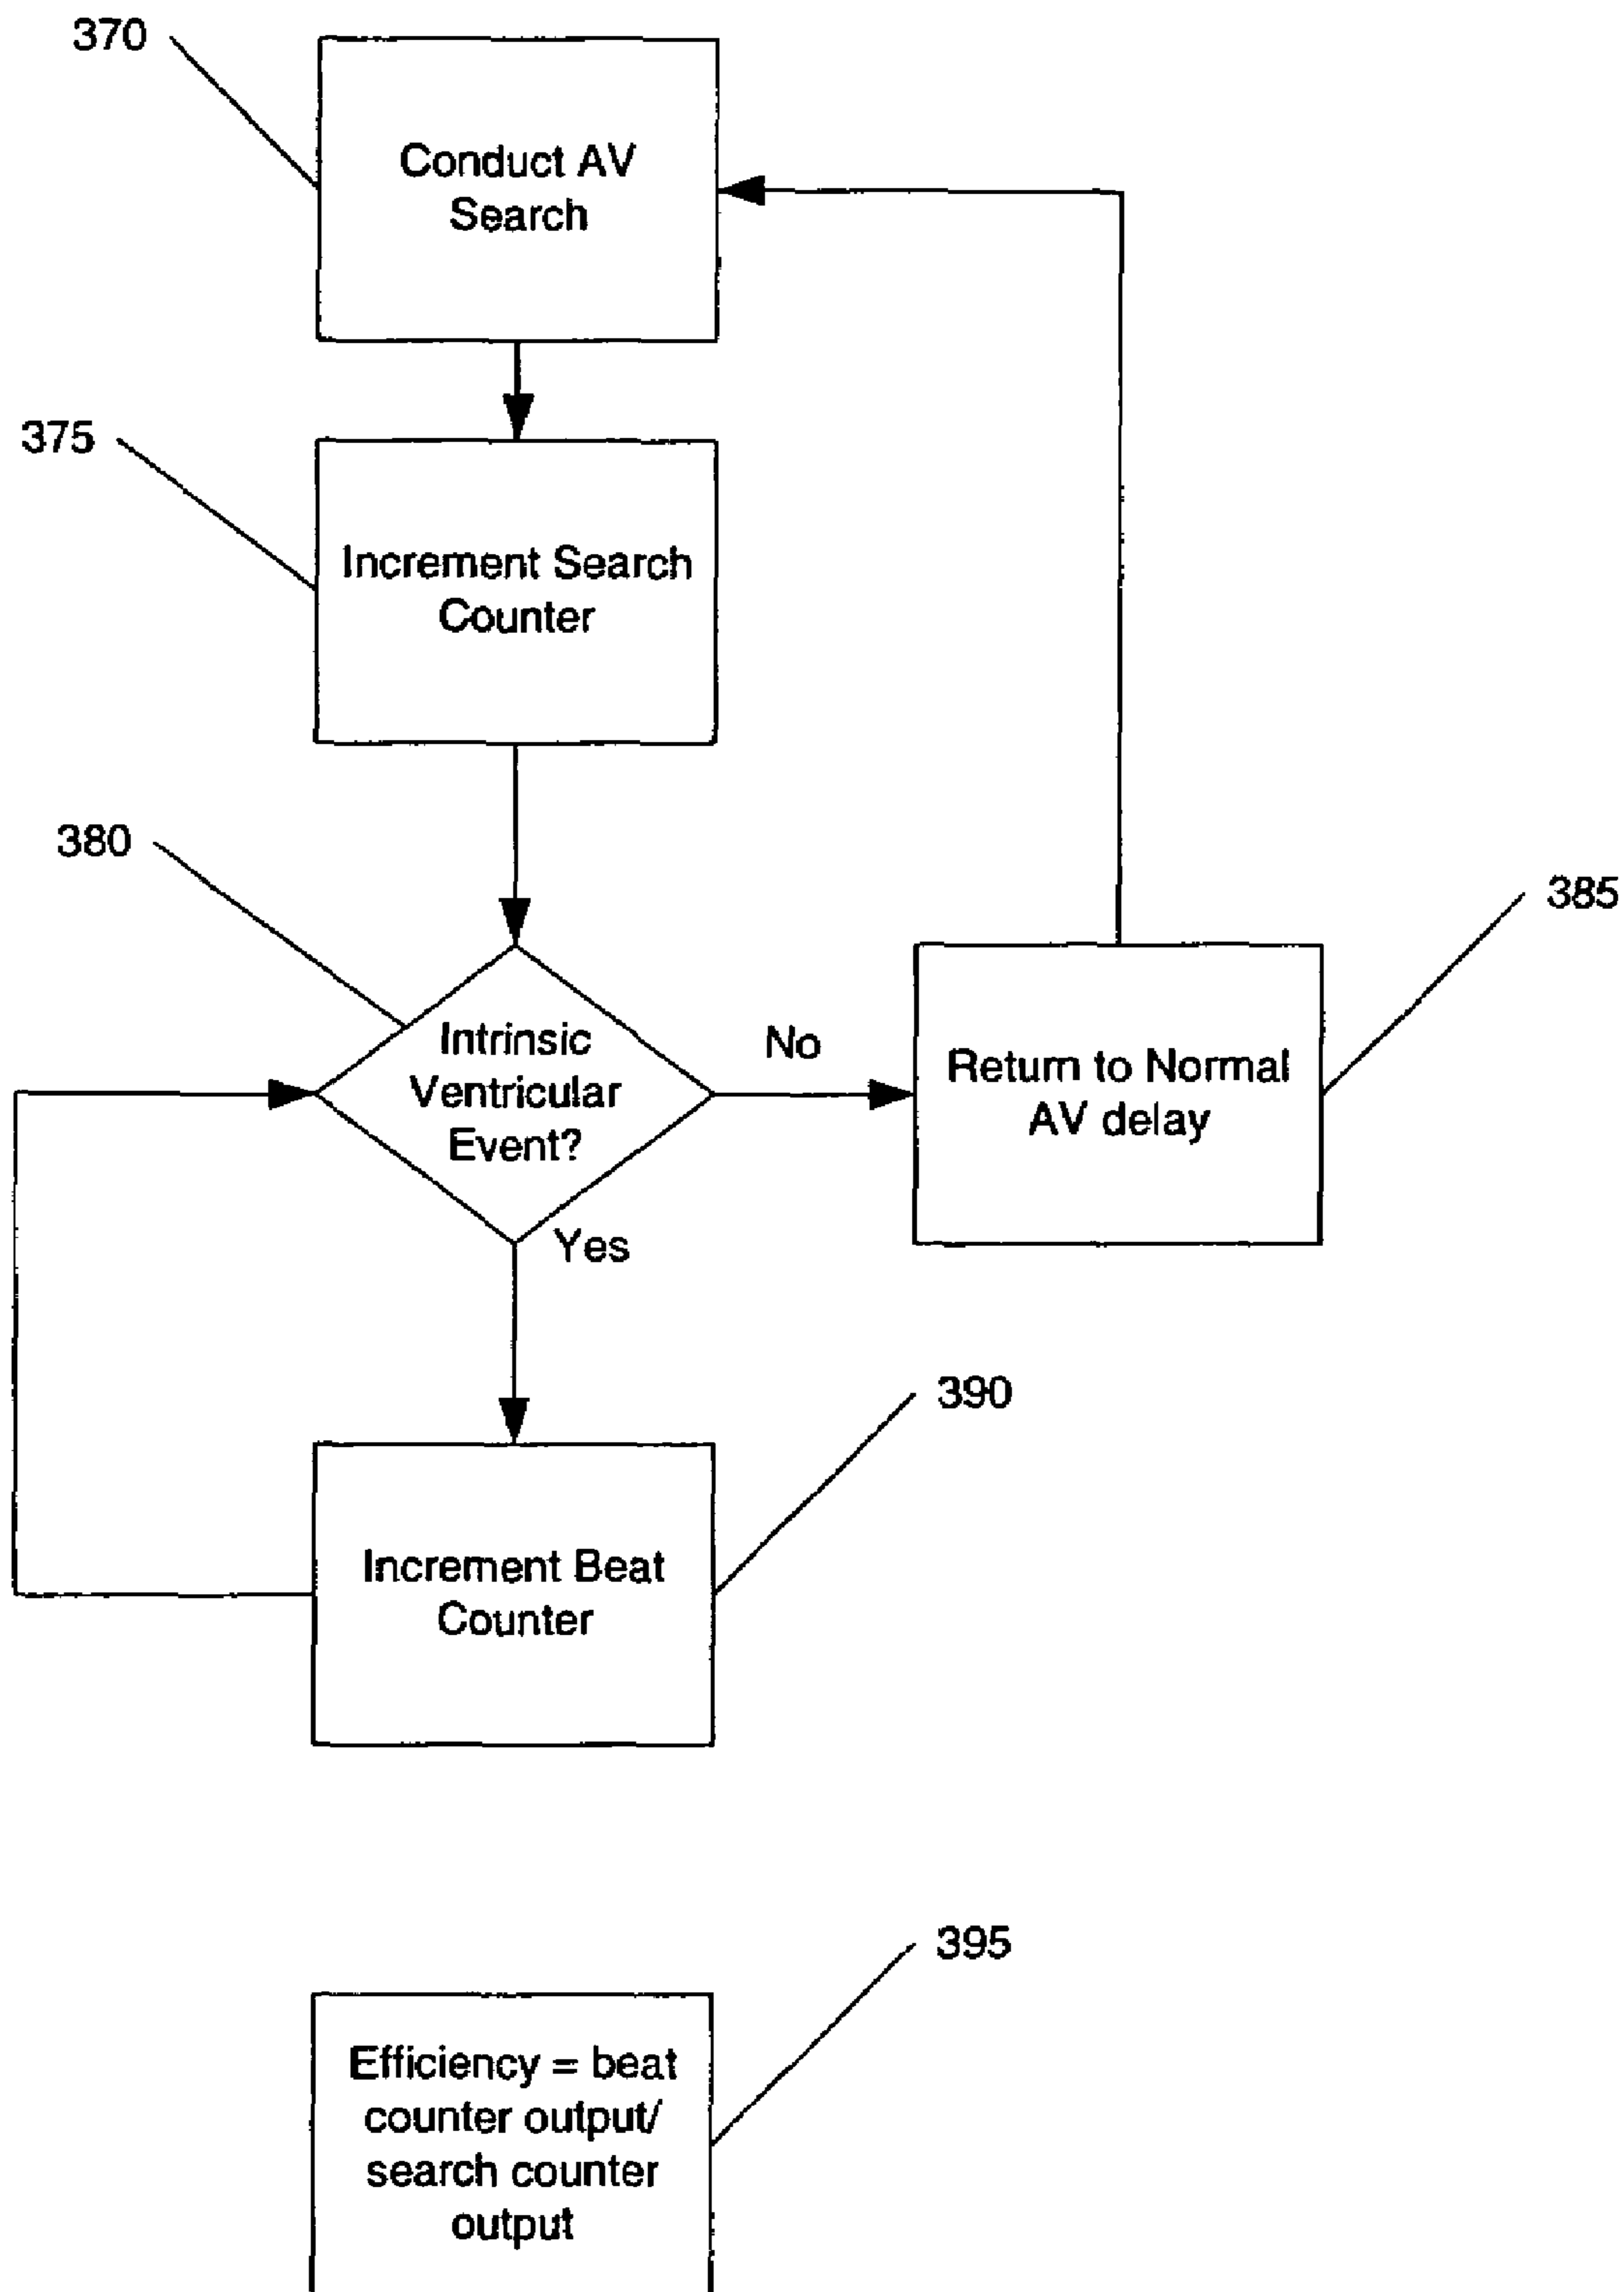 370
Conduct AV
Search
375
Increment Search
Counter
380
385
Intrinsic
Ventricular
Event?
No
Return to Normal
AV delay
Yes
390
Increment Beat
Counter
395
Efficiency = beat
counter output/
search counter
output